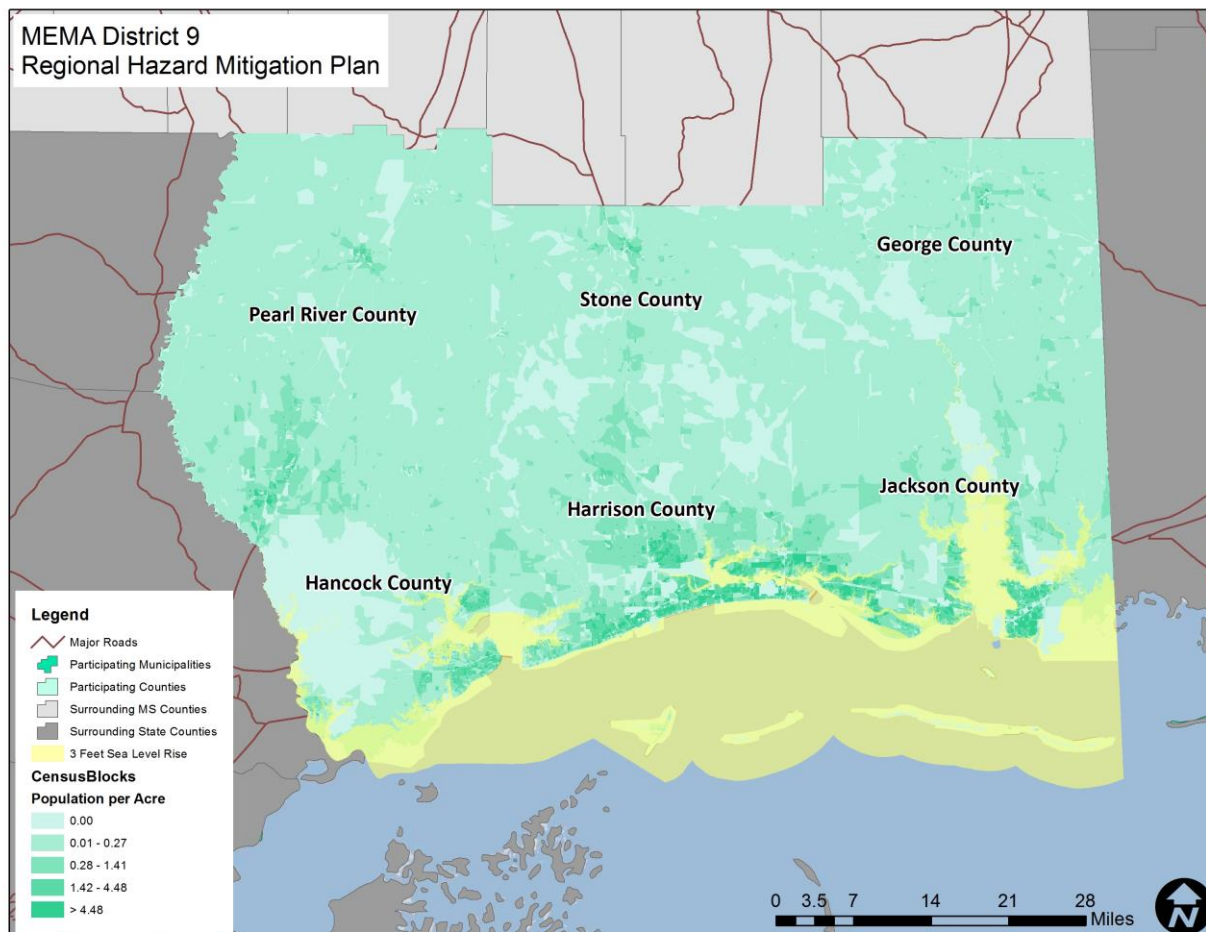 MEMA District 9
Regional Hazard Mitigation Plan
George County
Stone County
Pearl River County
Jackson County
Harrison County
Hancock County
Legend
Major Roads
Participating Municipalities
Participating Counties
Surrounding MS Counties
Surrounding State Counties
3 Feet Sea Level Rise
CensusBlocks
Population per Acre
0.00
0.01 - 0.27
0.28 - 1.41
1.42 - 4.48
> 4.48
0 3.5 7 14 21 28
Miles
N